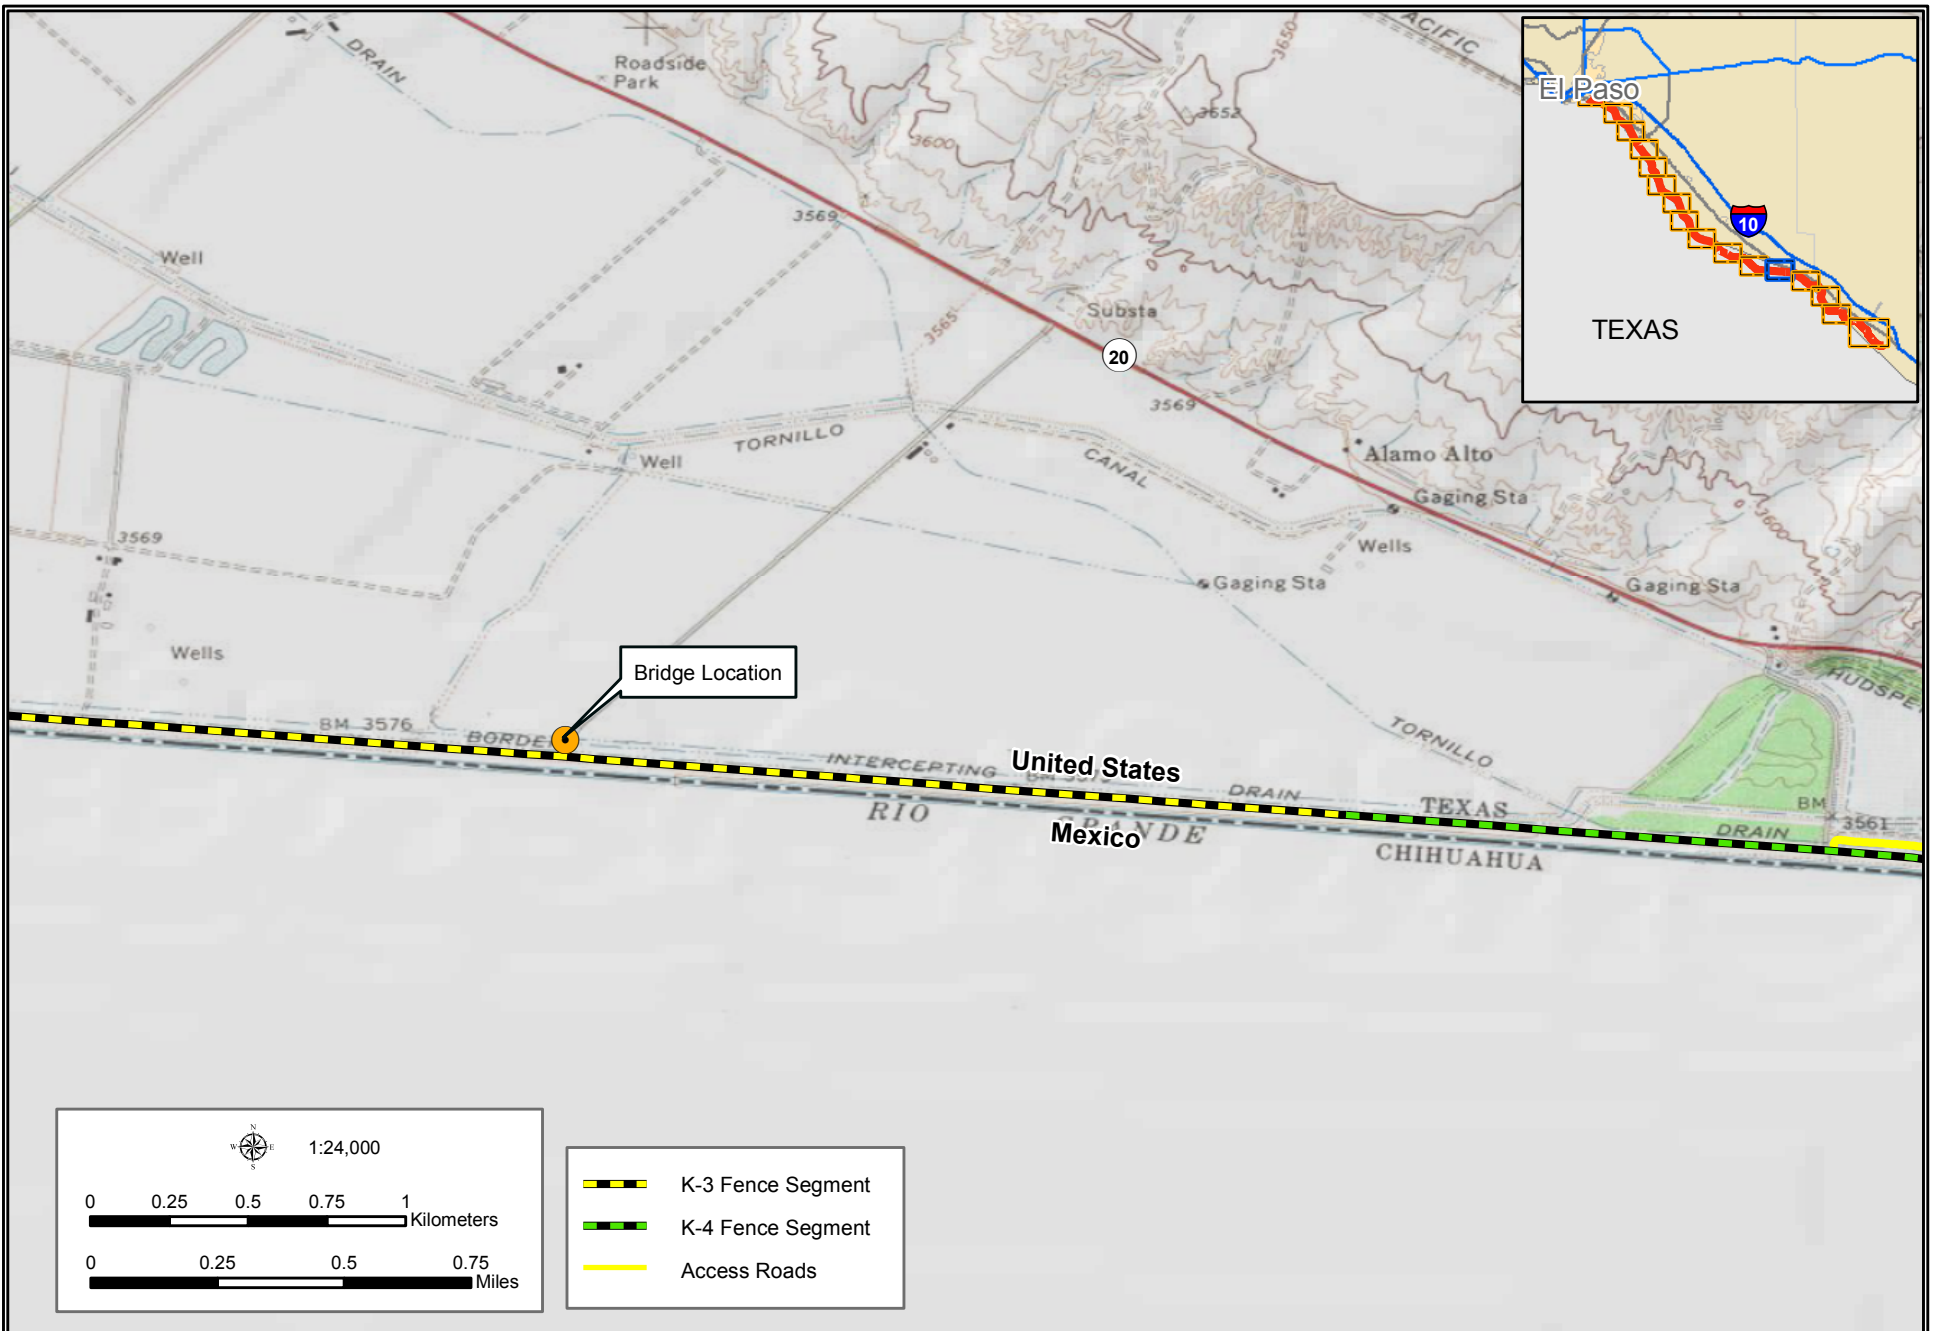 DRAIN
Roadside
Park
ACIFIC
3650
3652
3600
El Paso
10
TEXAS
3569
Well
3565
Substa
20
3569
TORNILLO
CANAL
Well
Alamo Alto
Gaging Sta
3600
3569
Wells
Gaging Sta
Gaging Sta
Wells
Bridge Location
HUDSPE
BM 3576
BORDE
INTERCEPTING
United States
DRAIN
TORNILLO
TEXAS
BM
3561
DRAIN
RIO
GRANDE
Mexico
CHIHUAHUA
N
W E
S
1:24,000
0 0.25 0.5 0.75 1
Kilometers
0 0.25 0.5 0.75
Miles
K-3 Fence Segment
K-4 Fence Segment
Access Roads